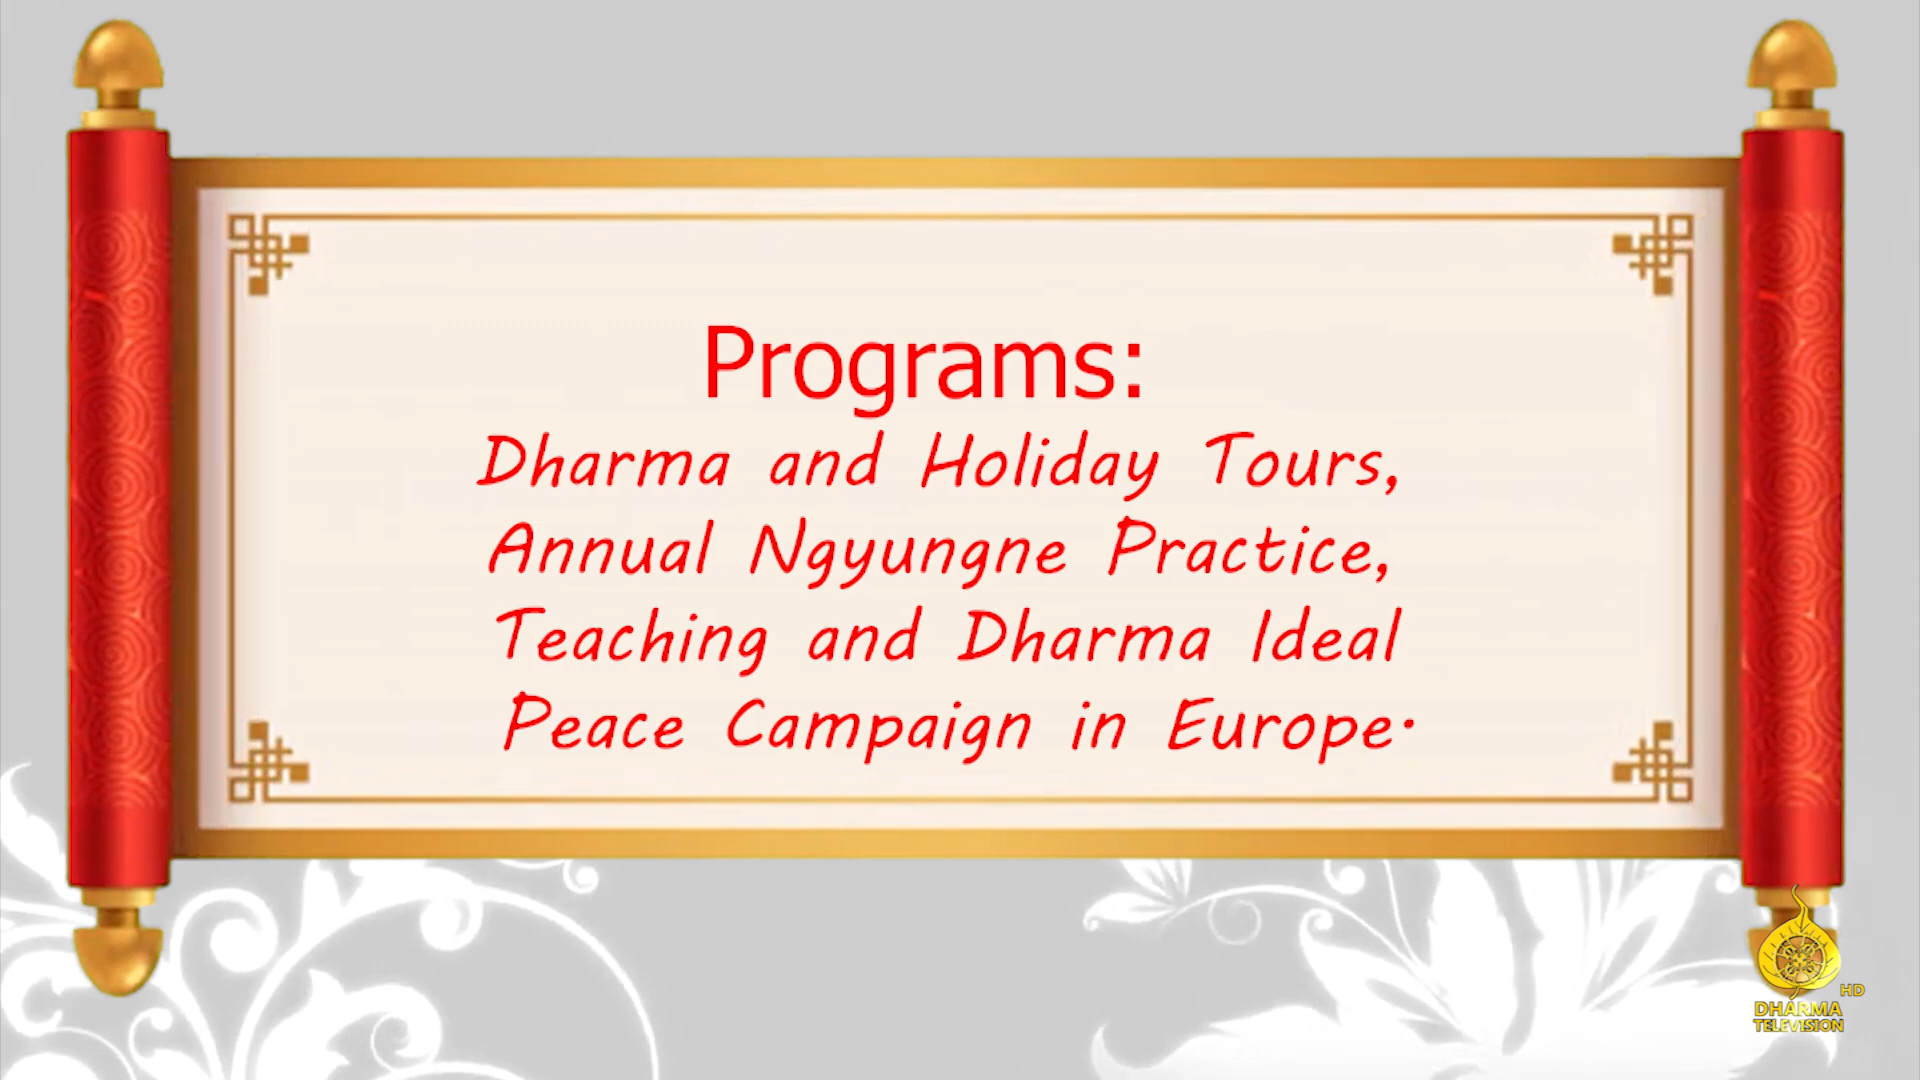 Programs:
Dharma and Holiday Tours,
Annual Ngyungne Practice,
Teaching and Dharma Ideal
Peace Campaign in Europe.
HD
DHARMA
TELEVISION